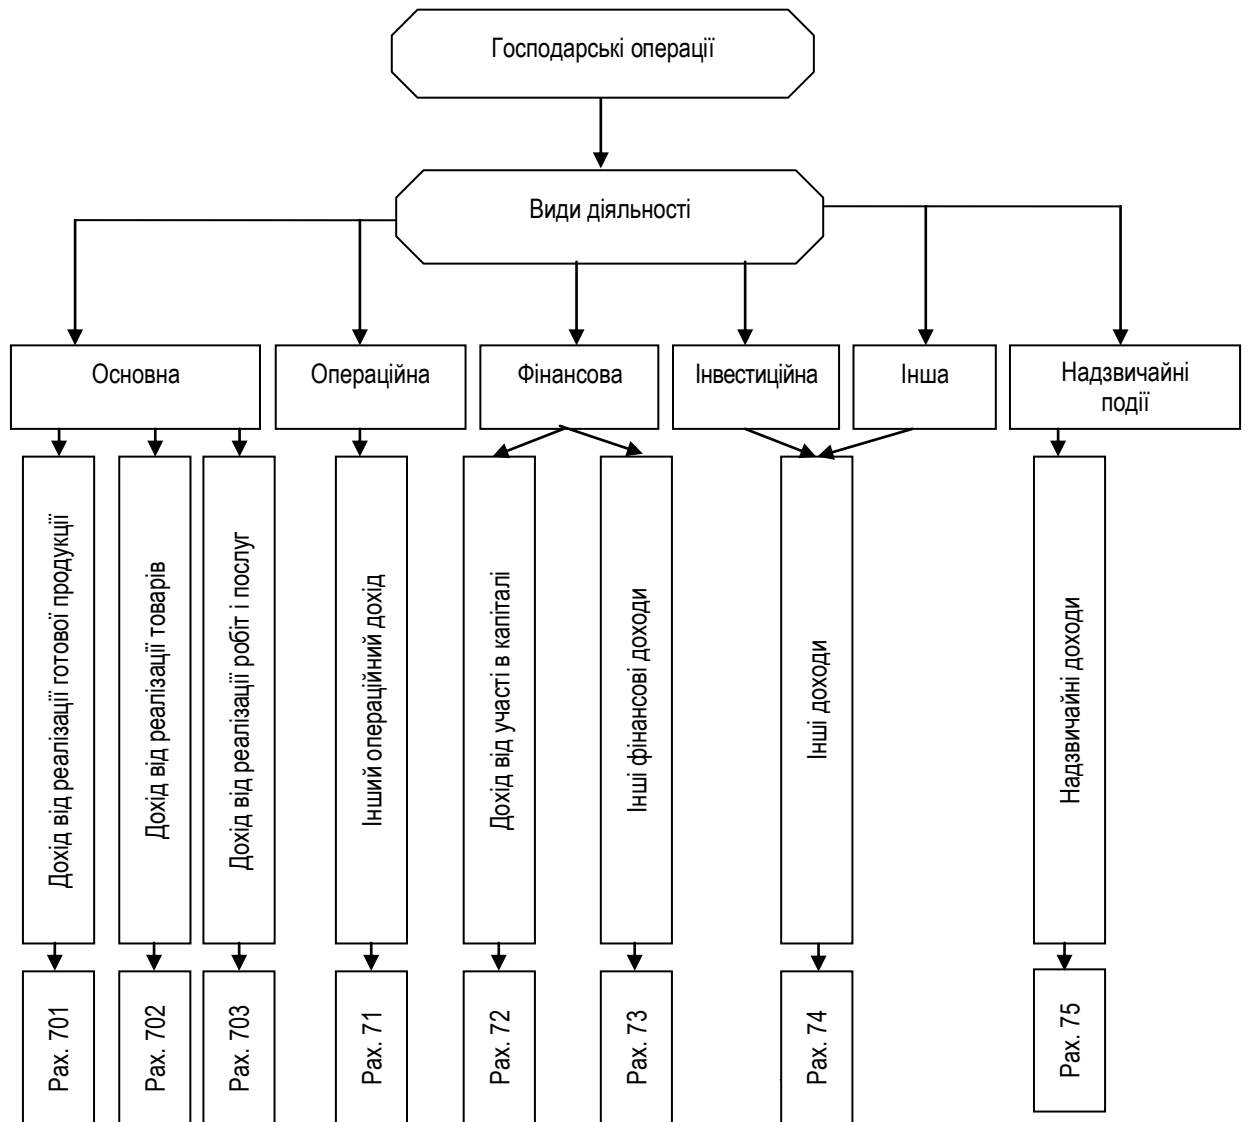 Господарські операції
Види діяльності
Основна
Операційна
Фінансова
Інвестиційна
Інша
Надзвичайні
події
Дохід від реалізації готової продукції
Дохід від реалізації товарів
Дохід від реалізації робіт і послуг
Інший операційний дохід
Дохід від участі в капіталі
Інші фінансові доходи
Інші доходи
Надзвичайні доходи
Рах. 701
Рах. 702
Рах. 703
Рах. 71
Рах. 72
Рах. 73
Рах. 74
Рах. 75